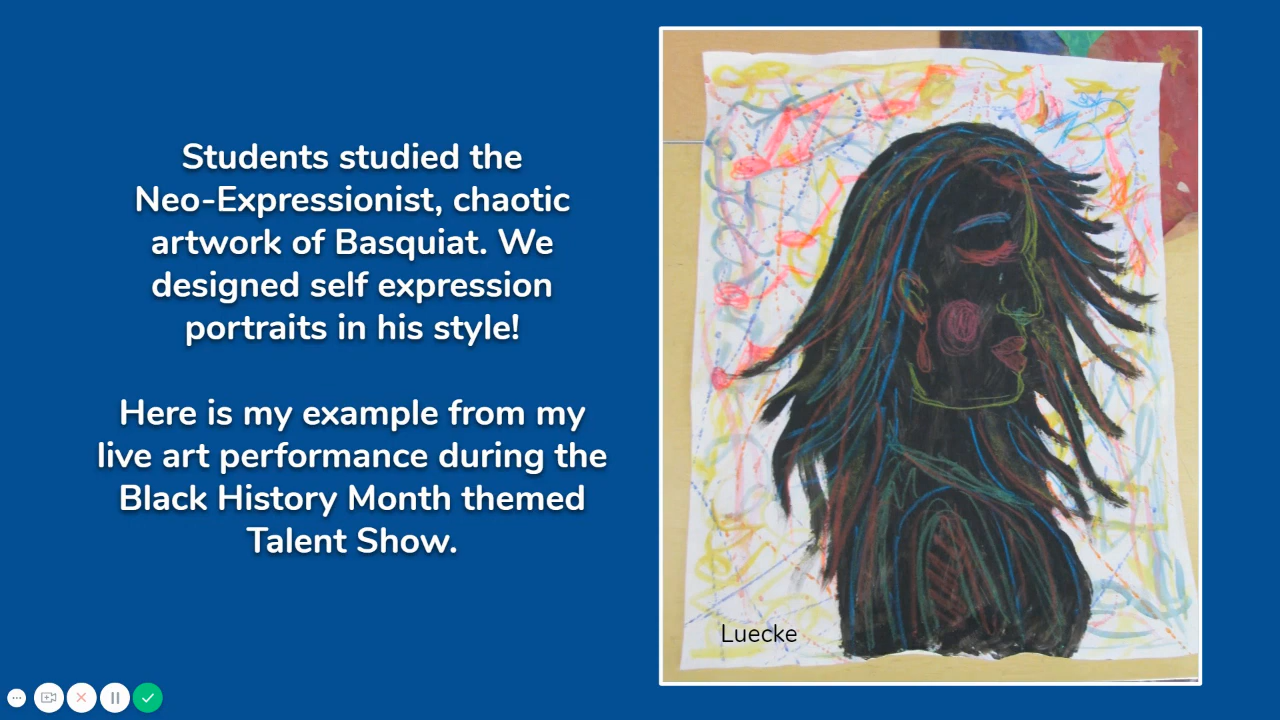 Students studied the
Neo-Expressionist, chaotic
artwork of Basquiat. We
designed self expression
portraits in his style!
Here is my example from my
live art performance during the
Black History Month themed
Talent Show.
Luecke